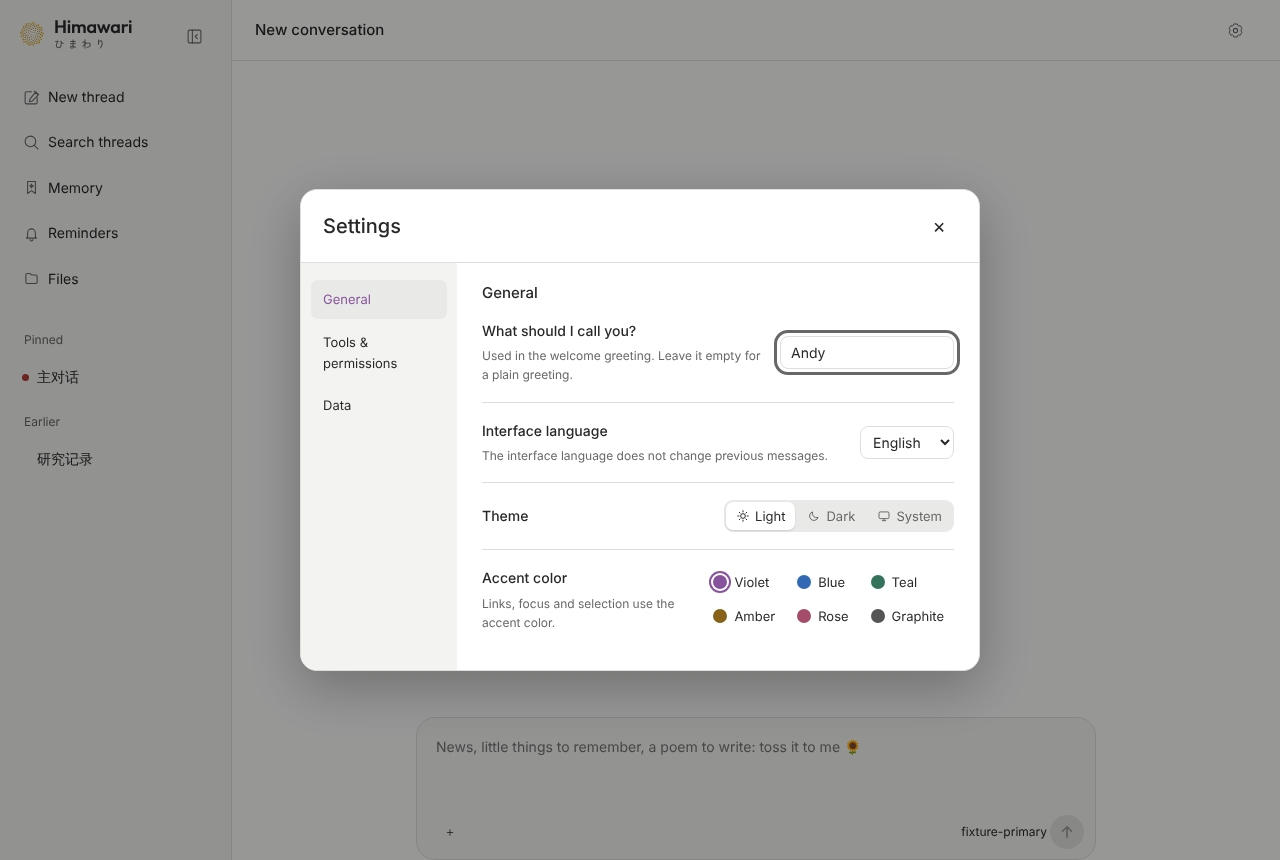 Himawari
ひまわり
New conversation
New thread
Search threads
Memory
Reminders
Files
Pinned
主对话
Earlier
研究记录
Settings
General
Tools &
permissions
Data
General
What should I call you?
Used in the welcome greeting. Leave it empty for
a plain greeting.
Andy
Interface language
The interface language does not change previous messages.
English
Theme
Light
Dark
System
Accent color
Links, focus and selection use the
accent color.
Violet
Blue
Teal
Amber
Rose
Graphite
News, little things to remember, a poem to write: toss it to me 🌻
+
fixture-primary